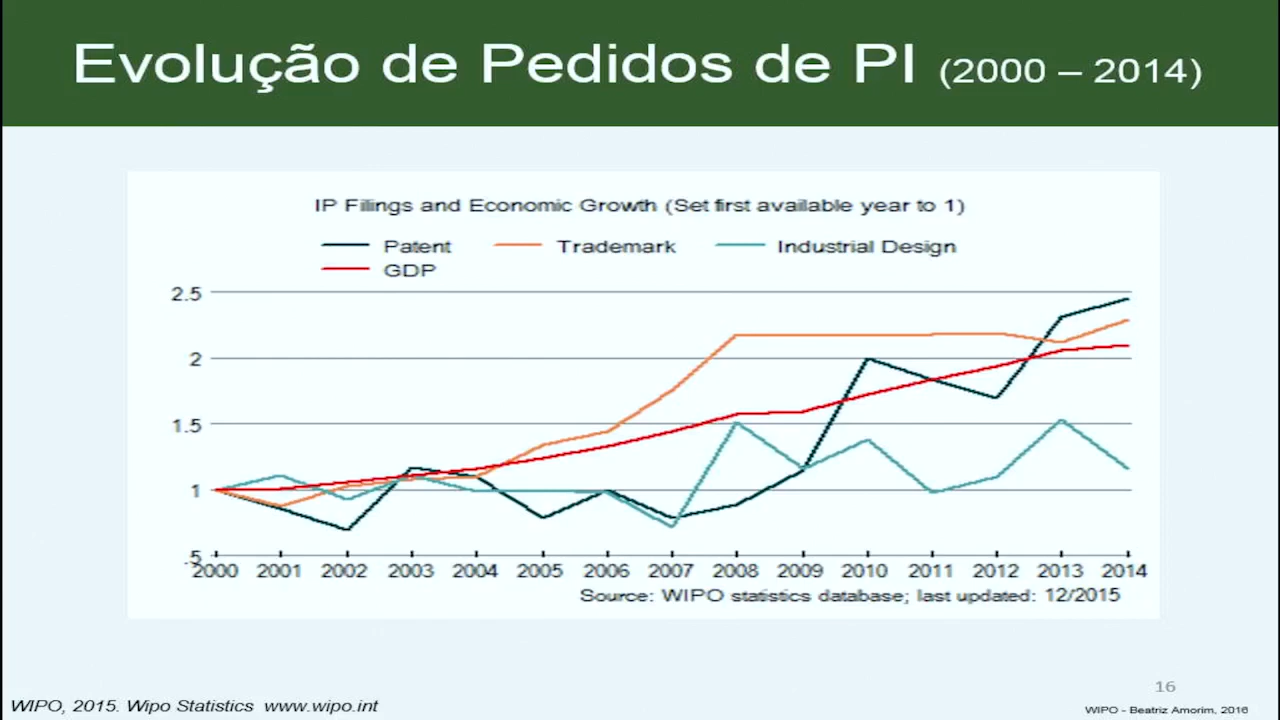 Evolução de Pedidos de PI (2000 – 2014)
IP Filings and Economic Growth (Set first available year to 1)
Patent Trademark Industrial Design
GDP
2.5
2
1.5
1
.5
2000 2001 2002 2003 2004 2005 2006 2007 2008 2009 2010 2011 2012 2013 2014
Source: WIPO statistics database; last updated: 12/2015
16
WIPO, 2015. Wipo Statistics www.wipo.int
WIPO - Beatriz Amorim, 2016